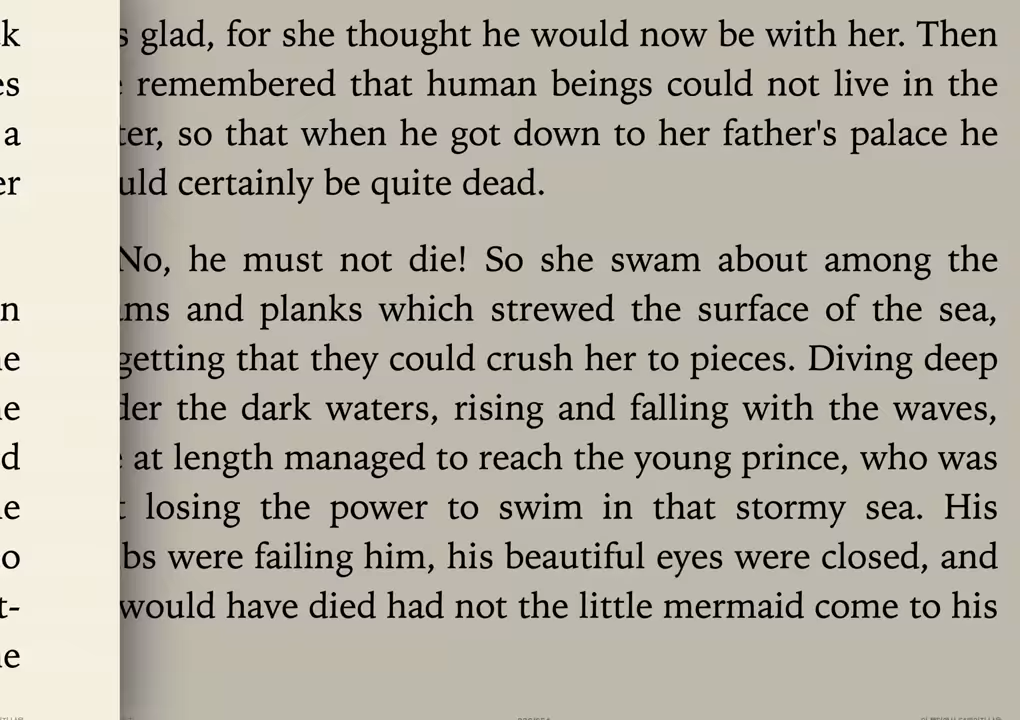 glad, for she thought he would now be with her. Then
remembered that human beings could not live in the
so that when he got down to her father's palace he
certainly be quite dead.
No, he must not die! So she swam about among the
and planks which strewed the surface of the sea,
getting that they could crush her to pieces. Diving deep
the dark waters, rising and falling with the waves,
at length managed to reach the young prince, who was
losing the power to swim in that stormy sea. His
were failing him, his beautiful eyes were closed, and
would have died had not the little mermaid come to his